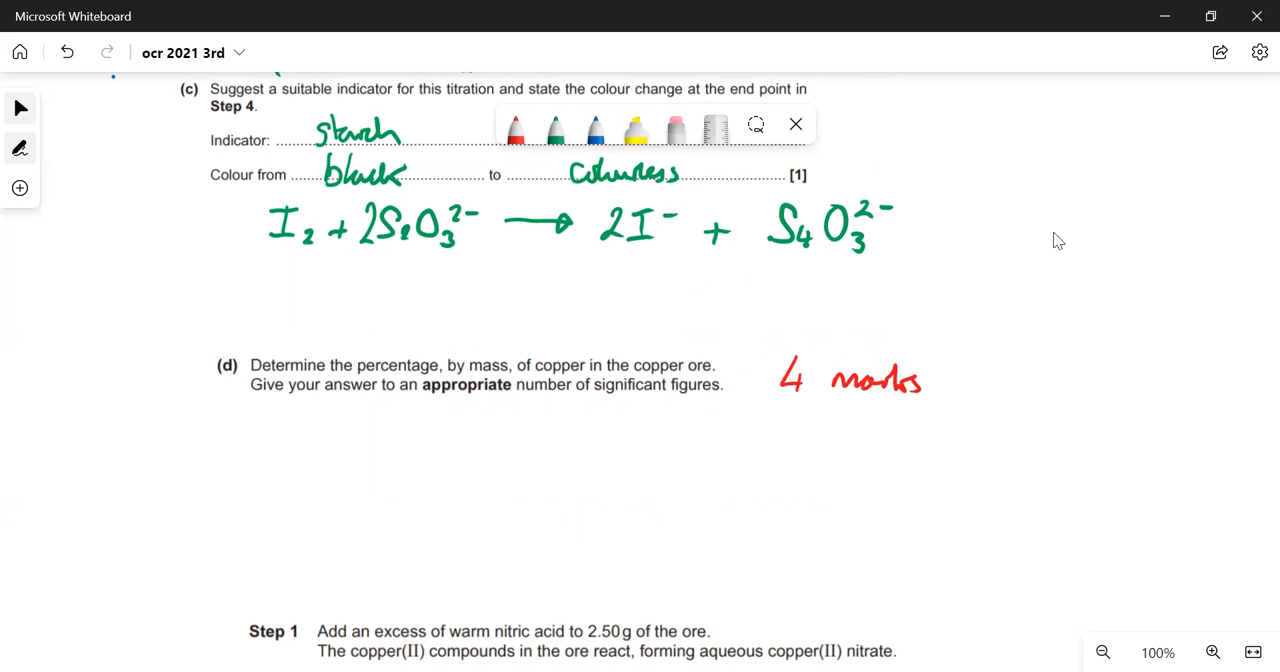 Microsoft Whiteboard
ocr 2021 3rd
(c) Suggest a suitable indicator for this titration and state the colour change at the end point in
Step 4.
Indicator: starch
Colour from black to colourless [1]
I₂ + 2S₂O₃²⁻ → 2I⁻ + S₄O₃²⁻
(d) Determine the percentage, by mass, of copper in the copper ore.
Give your answer to an appropriate number of significant figures.
4 marks
Step 1 Add an excess of warm nitric acid to 2.50 g of the ore.
The copper(II) compounds in the ore react, forming aqueous copper(II) nitrate.
100%